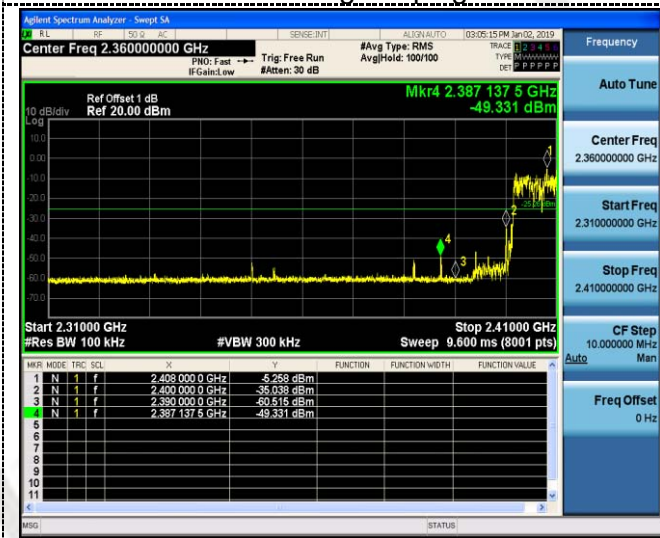 Agilent Spectrum Analyzer - Swept SA
RL RF 50 Ω AC SENSE:INT ALIGN AUTO 03:05:15 PM Jan 02, 2019
Center Freq 2.360000000 GHz
PNO: Fast
IFGain:Low
Trig: Free Run
#Atten: 30 dB
#Avg Type: RMS
Avg|Hold: 100/100
TRACE 1 2 3 4 5 6
TYPE M
DET P P P P P P
Frequency
Auto Tune
Center Freq
2.360000000 GHz
Start Freq
2.310000000 GHz
Stop Freq
2.410000000 GHz
CF Step
10.000000 MHz
Auto Man
Freq Offset
0 Hz
Mkr4 2.387 137 5 GHz
-49.331 dBm
Ref Offset 1 dB
10 dB/div Ref 20.00 dBm
Log
10.0
0.00
-10.0
-20.0
-30.0
-40.0
-50.0
-60.0
-70.0
1
2
3
4
Start 2.31000 GHz Stop 2.41000 GHz
#Res BW 100 kHz #VBW 300 kHz Sweep 9.600 ms (8001 pts)
MKR MODE TRC SCL X Y FUNCTION FUNCTION WIDTH FUNCTION VALUE
1 N 1 f 2.408 000 0 GHz -5.258 dBm
2 N 1 f 2.400 000 0 GHz -35.038 dBm
3 N 1 f 2.390 000 0 GHz -60.515 dBm
4 N 1 f 2.387 137 5 GHz -49.331 dBm
5
6
7
8
9
10
11
MSG STATUS